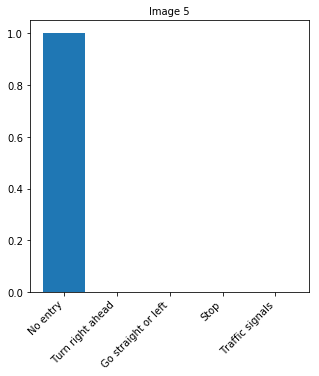 Image 5
1.0
0.8
0.6
0.4
0.2
0.0
No entry
Turn right ahead
Go straight or left
Stop
Traffic signals